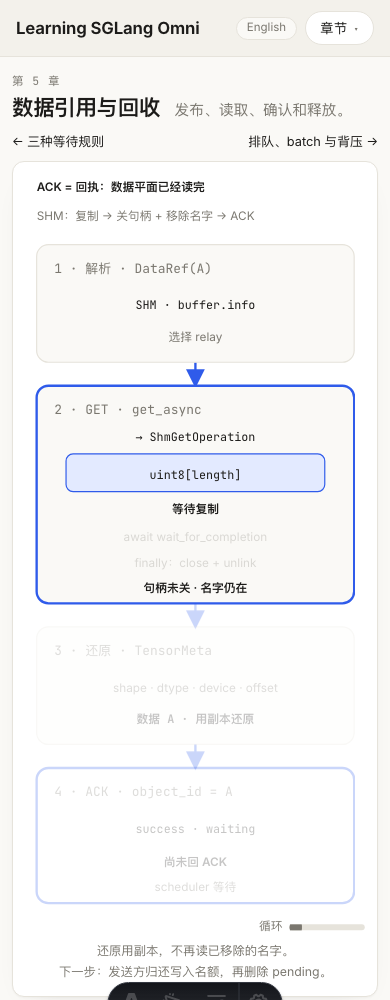 Learning SGLang Omni
English
章节
第 5 章
数据引用与回收 发布、读取、确认和释放。
← 三种等待规则
排队、batch 与背压 →
ACK = 回执：数据平面已经读完
SHM：复制 → 关句柄 + 移除名字 → ACK
1 · 解析 · DataRef(A)
SHM · buffer.info
选择 relay
2 · GET · get_async
→ ShmGetOperation
uint8[length]
等待复制
await wait_for_completion
finally：close + unlink
句柄未关 · 名字仍在
3 · 还原 · TensorMeta
shape · dtype · device · offset
数据 A · 用副本还原
4 · ACK · object_id = A
success · waiting
尚未回 ACK
scheduler 等待
循环
还原用副本，不再读已移除的名字。
下一步：发送方归还写入名额，再删除 pending。